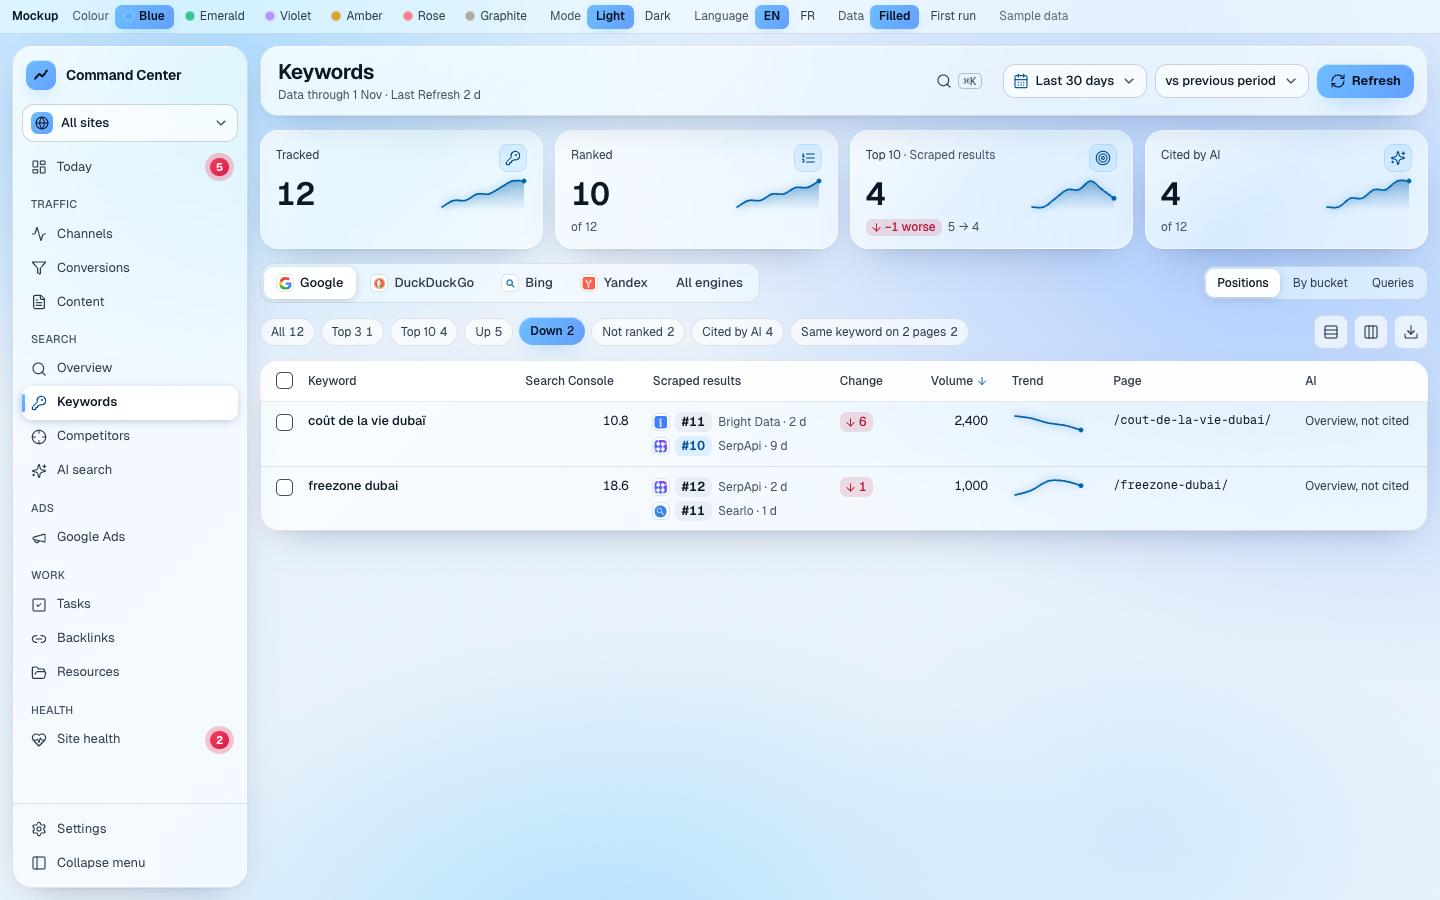 Mockup Colour Blue Emerald Violet Amber Rose Graphite Mode Light Dark Language EN FR Data Filled First run Sample data
Command Center
All sites
Today 5
TRAFFIC
Channels
Conversions
Content
SEARCH
Overview
Keywords
Competitors
AI search
ADS
Google Ads
WORK
Tasks
Backlinks
Resources
HEALTH
Site health 2
Settings
Collapse menu
Keywords
Data through 1 Nov · Last Refresh 2 d
⌘K Last 30 days vs previous period Refresh
Tracked
12
Ranked
10
of 12
Top 10 · Scraped results
4
↓ −1 worse 5 → 4
Cited by AI
4
of 12
Google DuckDuckGo Bing Yandex All engines Positions By bucket Queries
All 12 Top 3 1 Top 10 4 Up 5 Down 2 Not ranked 2 Cited by AI 4 Same keyword on 2 pages 2
Keyword Search Console Scraped results Change Volume ↓ Trend Page AI
coût de la vie dubaï 10.8 #11 Bright Data · 2 d ↓ 6 2,400 /cout-de-la-vie-dubai/ Overview, not cited
#10 SerpApi · 9 d
freezone dubai 18.6 #12 SerpApi · 2 d ↓ 1 1,000 /freezone-dubai/ Overview, not cited
#11 Searlo · 1 d